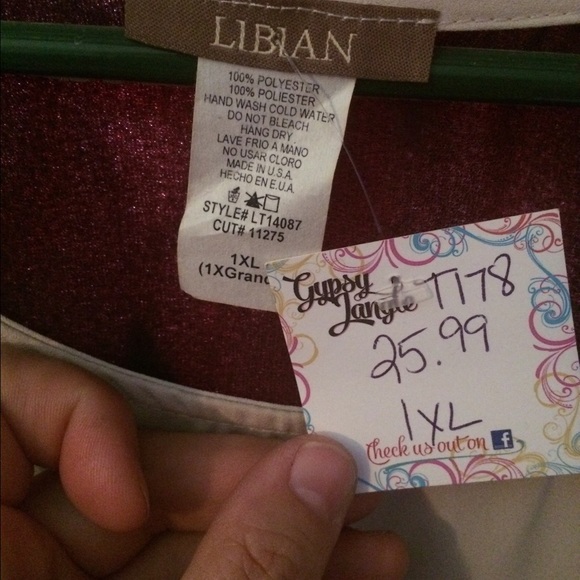 LIBIAN
100% POLYESTER
100% POLIESTER
HAND WASH COLD WATER
DO NOT BLEACH
HANG DRY
LAVE FRIO A MANO
NO USAR CLORO
MADE IN U.S.A
HECHO EN E.U.A.
STYLE# LT14087
CUT# 11275
1XL
(1XGran
Gypsy
Jangle T178
25.99
1XL
Check us out on f